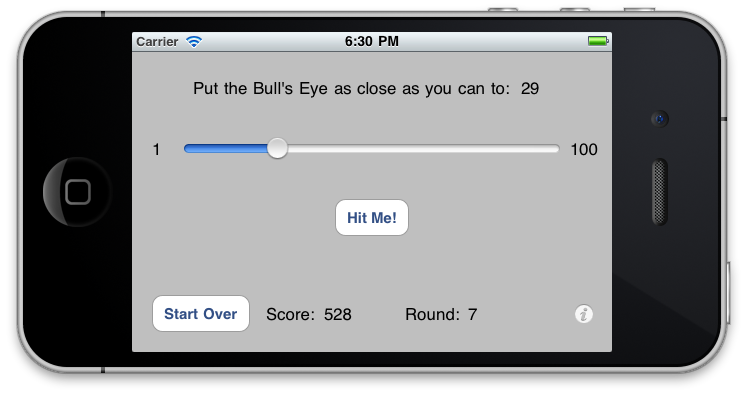 Carrier 6:30 PM
Put the Bull's Eye as close as you can to: 29
1 100
Hit Me!
Start Over Score: 528 Round: 7 i